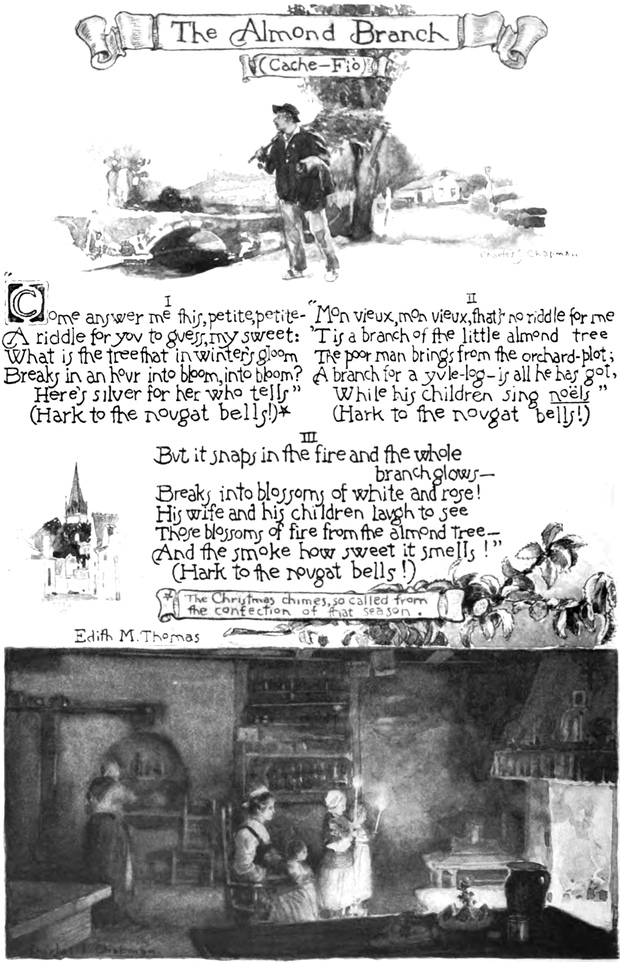 The Almond Branch
(Cache-Fiò)
Charles S. Chapman
I
"Come answer me this, petite, petite—
A riddle for you to guess, my sweet:
What is the tree that in winter's gloom
Breaks in an hour into bloom, into bloom?
Here's silver for her who tells"
(Hark to the nougat bells!)*
II
"Mon vieux, mon vieux, that's no riddle for me
'Tis a branch of the little almond tree
The poor man brings from the orchard-plot;
A branch for a yule-log—is all he has got,
While his children sing noëls"
(Hark to the nougat bells!)
III
But it snaps in the fire and the whole
branch glows—
Breaks into blossoms of white and rose!
His wife and his children laugh to see
Those blossoms of fire from the almond tree—
And the smoke how sweet it smells!"
(Hark to the nougat bells!)
* The Christmas chimes, so called from
the confection of that season.
Edith M. Thomas
Charles S. Chapman